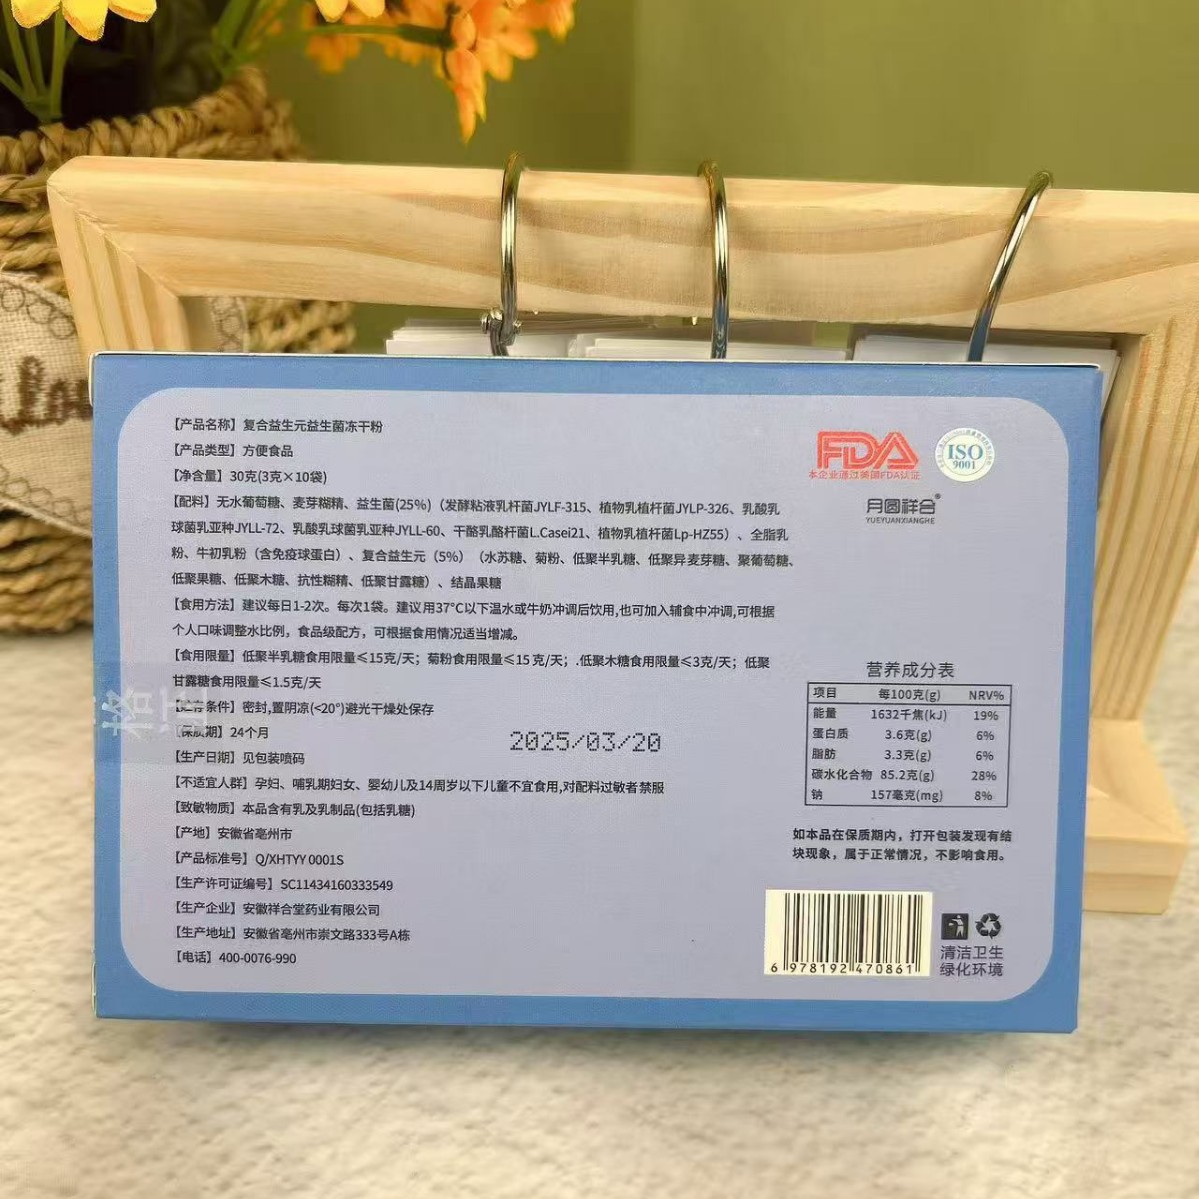 【产品名称】复合益生元益生菌冻干粉
【产品类型】方便食品
【净含量】30克(3克×10袋)
【配料】无水葡萄糖、麦芽糊精、益生菌(25%)（发酵粘液乳杆菌JYLF-315、植物乳植杆菌JYLP-326、乳酸乳
球菌乳亚种JYLL-72、乳酸乳球菌乳亚种JYLL-60、干酪乳酪杆菌L.Casei21、植物乳植杆菌Lp-HZ55）、全脂乳
粉、牛初乳粉（含免疫球蛋白）、复合益生元（5%）（水苏糖、菊粉、低聚半乳糖、低聚异麦芽糖、聚葡萄糖、
低聚果糖、低聚木糖、抗性糊精、低聚甘露糖）、结晶果糖
【食用方法】建议每日1-2次。每次1袋。建议用37°C以下温水或牛奶冲调后饮用,也可加入辅食中冲调,可根据
个人口味调整水比例，食品级配方，可根据食用情况适当增减。
【食用限量】低聚半乳糖食用限量≤15克/天；菊粉食用限量≤15克/天；.低聚木糖食用限量≤3克/天；低聚
甘露糖食用限量≤1.5克/天
条件】密封,置阴凉(<20°)避光干燥处保存
期】24个月
【生产日期】见包装喷码
2025/03/20
【不适宜人群】孕妇、哺乳期妇女、婴幼儿及14周岁以下儿童不宜食用,对配料过敏者禁服
【致敏物质】本品含有乳及乳制品(包括乳糖)
【产地】安徽省亳州市
【产品标准号】Q/XHTYY 0001S
【生产许可证编号】SC11434160333549
【生产企业】安徽祥合堂药业有限公司
【生产地址】安徽省亳州市崇文路333号A栋
【电话】400-0076-990
FDA
本企业通过美国FDA认证
ISO
9001
月圆祥合®
YUEYUANXIANGHE
营养成分表
项目 每100克(g) NRV%
能量 1632千焦(kJ) 19%
蛋白质 3.6克(g) 6%
脂肪 3.3克(g) 6%
碳水化合物 85.2克(g) 28%
钠 157毫克(mg) 8%
如本品在保质期内，打开包装发现有结
块现象，属于正常情况，不影响食用。
6 978192 470861
清洁卫生
绿化环境